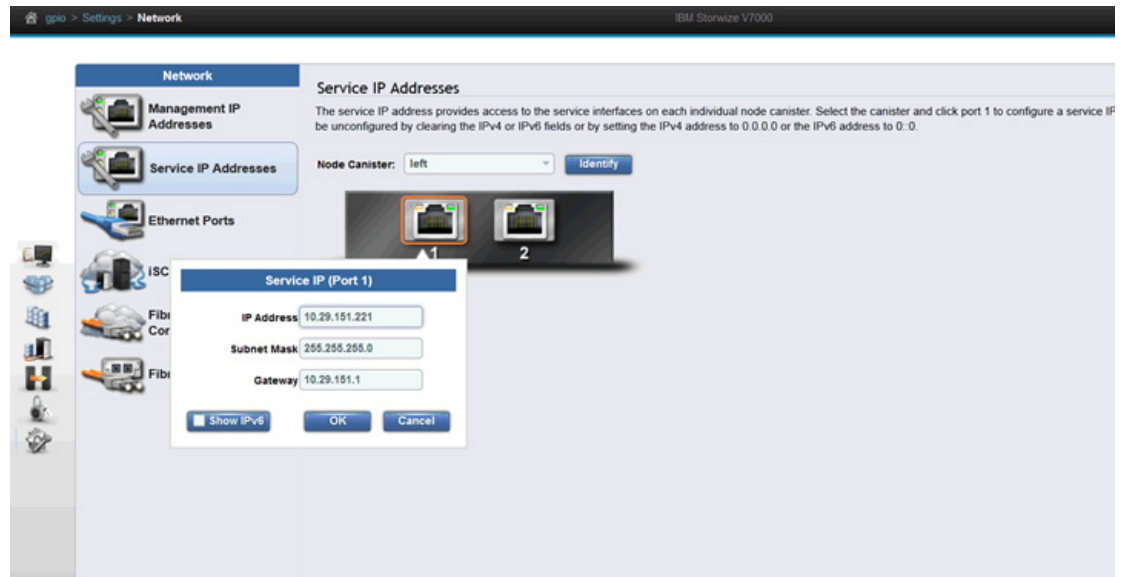 gpio > Settings > Network
IBM Storwize V7000
Network
Management IP
Addresses
Service IP Addresses
Ethernet Ports
iSC
Fib
Cor
Fib
Service IP Addresses
The service IP address provides access to the service interfaces on each individual node canister. Select the canister and click port 1 to configure a service IP
be unconfigured by clearing the IPv4 or IPv6 fields or by setting the IPv4 address to 0.0.0.0 or the IPv6 address to 0::0.
Node Canister: left Identify
1 2
Service IP (Port 1)
IP Address 10.29.151.221
Subnet Mask 255.255.255.0
Gateway 10.29.151.1
Show IPv6 OK Cancel